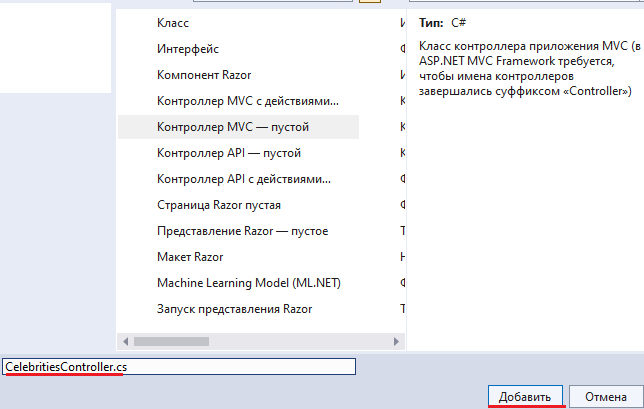 Класс
Интерфейс
Компонент Razor
Контроллер MVC с действиями...
Контроллер MVC — пустой
Контроллер API — пустой
Контроллер API с действиями...
Страница Razor пустая
Представление Razor — пустое
Макет Razor
Machine Learning Model (ML.NET)
Запуск представления Razor
Тип: C#
Класс контроллера приложения MVC (в
ASP.NET MVC Framework требуется,
чтобы имена контроллеров
завершались суффиксом «Controller»)
CelebritiesController.cs
Добавить
Отмена